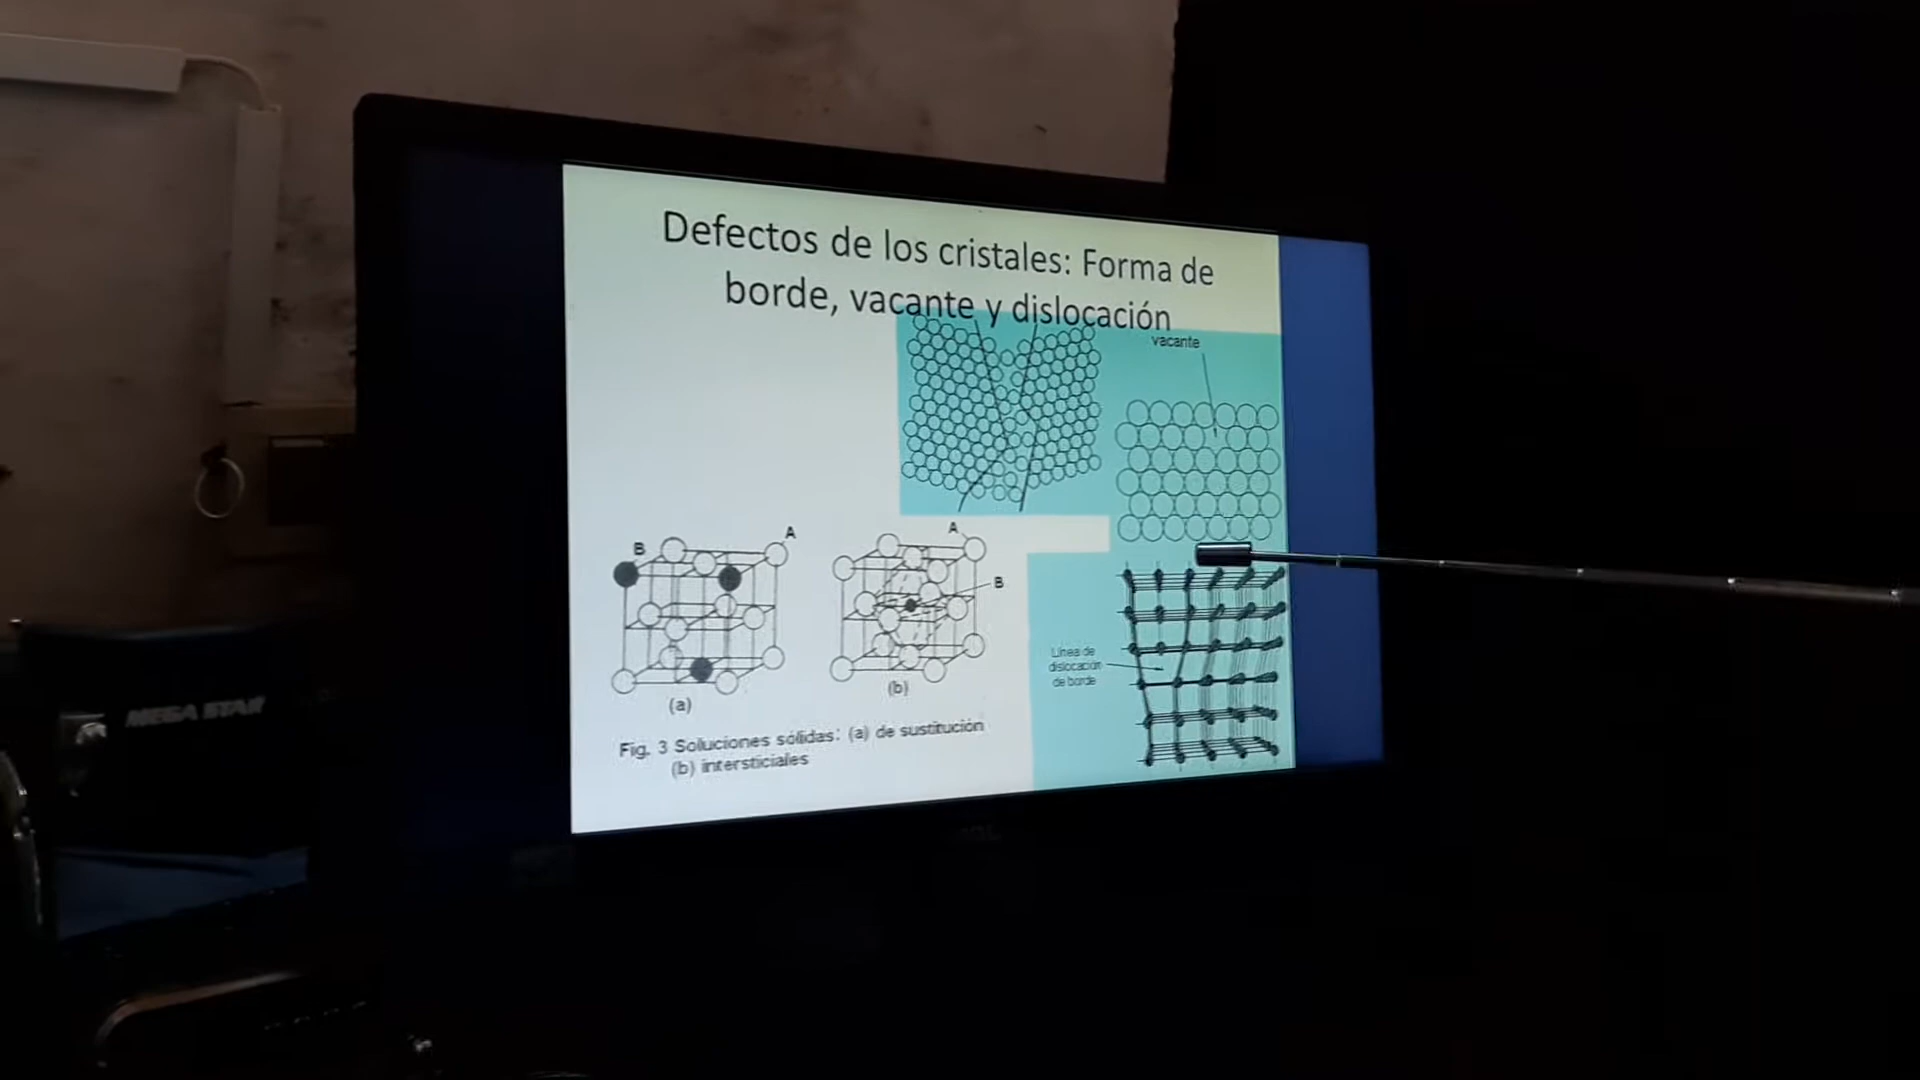 Defectos de los cristales: Forma de
borde, vacante y dislocación
vacante
A
B
(a)
A
B
(b)
Línea de
dislocación
de borde
Fig. 3 Soluciones sólidas: (a) de sustitución
(b) intersticiales
MEGA STAR